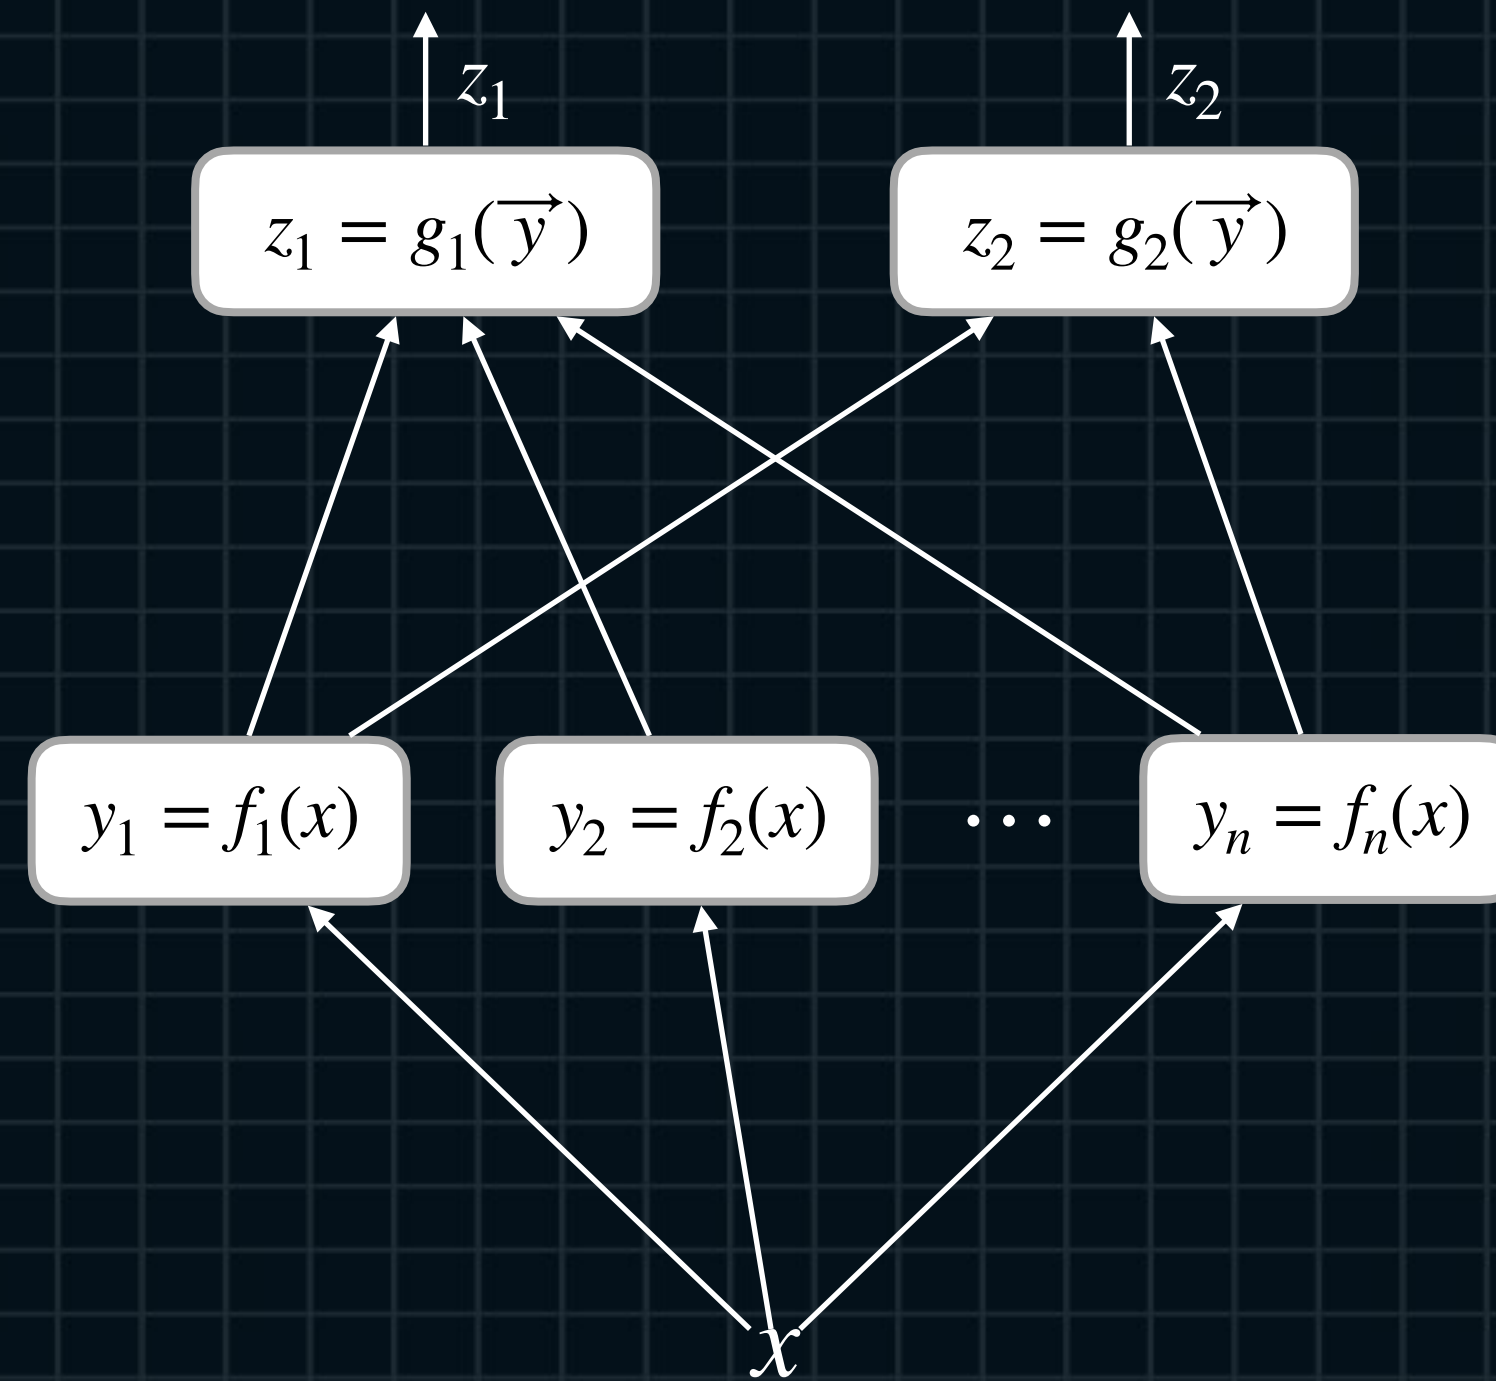 z₁ z₂
z₁ = g₁(y⃗) z₂ = g₂(y⃗)
y₁ = f₁(x) y₂ = f₂(x) ··· yₙ = fₙ(x)
x